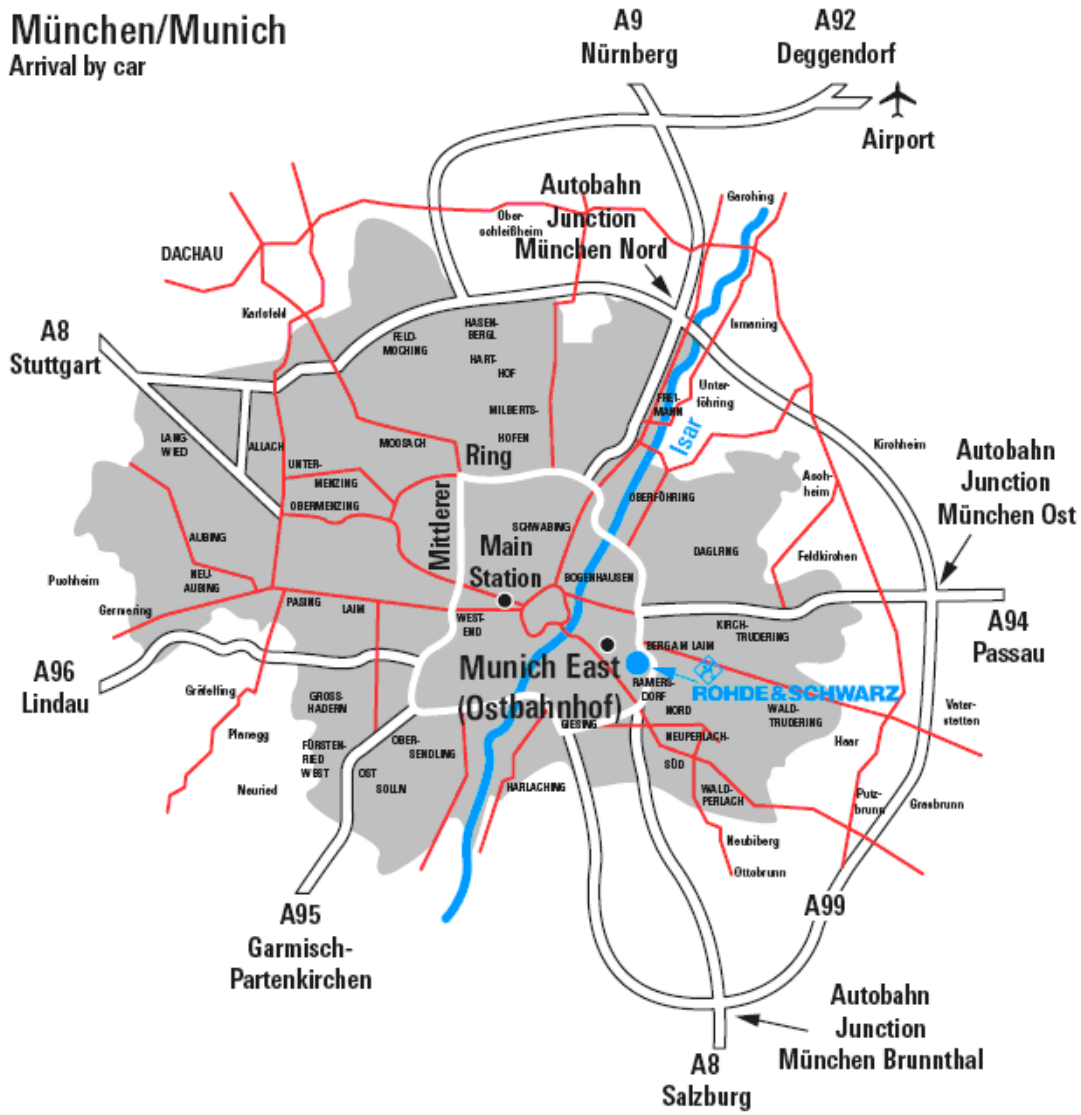 München/Munich
Arrival by car
A9
Nürnberg
A92
Deggendorf
Airport
Autobahn
Junction
München Nord
Garching
Ober-
schleißheim
DACHAU
Karlsfeld
A8
Stuttgart
FELD-
MOCHING
HASEN-
BERGL
HART-
HOF
MILBERTS-
HOFEN
Ismaning
Unter-
föhring
FREI-
MANN
Isar
LANG-
WIED
ALLACH
MOOSACH
Ring
UNTER-
MENZING
OBERMENZING
Mittlerer
Kirchheim
Autobahn
Junction
München Ost
Asch-
heim
OBERFÖHRING
SCHWABING
AUBING
Main
Station
DAGLFING
Feldkirchen
NEU-
AUBING
BOGENHAUSEN
Puchheim
Germering
PASING
LAIM
WEST-
END
KIRCH-
TRUDERING
A94
Passau
BERG AM LAIM
A96
Lindau
Gräfelfing
Munich East
(Ostbahnhof)
ROHDE&SCHWARZ
RAMERS-
DORF
NORD
GROSS-
HADERN
WALD-
TRUDERING
Vater-
stetten
GIESING
Planegg
OBER-
SENDLING
NEUPERLACH-
SÜD
Haar
FÜRSTEN-
RIED
WEST
OST
SOLLN
Neuried
HARLACHING
WALD-
PERLACH
Putz-
brunn
Grasbrunn
Neubiberg
Ottobrunn
A99
A95
Garmisch-
Partenkirchen
Autobahn
Junction
München Brunnthal
A8
Salzburg